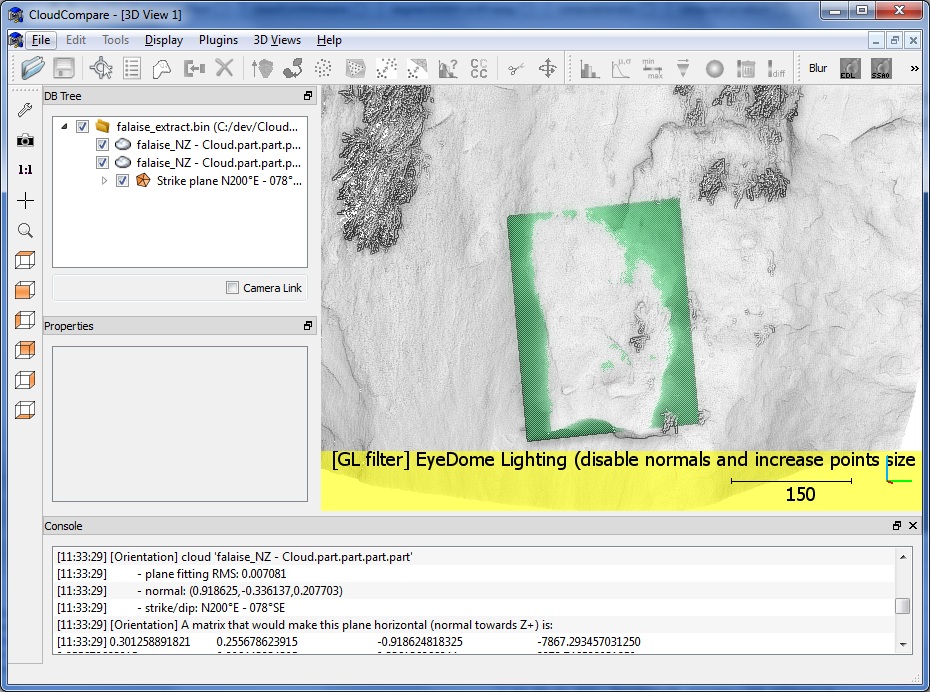 CloudCompare - [3D View 1]
File Edit Tools Display Plugins 3D Views Help
μ,σ min max diff Blur EDL SSAO »
CC CC
1:1
DB Tree
falaise_extract.bin (C:/dev/Cloud...
falaise_NZ - Cloud.part.part.p...
falaise_NZ - Cloud.part.part.p...
Strike plane N200°E - 078°...
Camera Link
Properties
[GL filter] EyeDome Lighting (disable normals and increase points size
150
Console
[11:33:29] [Orientation] cloud 'falaise_NZ - Cloud.part.part.part.part'
[11:33:29] - plane fitting RMS: 0.007081
[11:33:29] - normal: (0.918625,-0.336137,0.207703)
[11:33:29] - strike/dip: N200°E - 078°SE
[11:33:29] [Orientation] A matrix that would make this plane horizontal (normal towards Z+) is:
[11:33:29] 0.301258891821 0.255678623915 -0.918624818325 -7867.293457031250